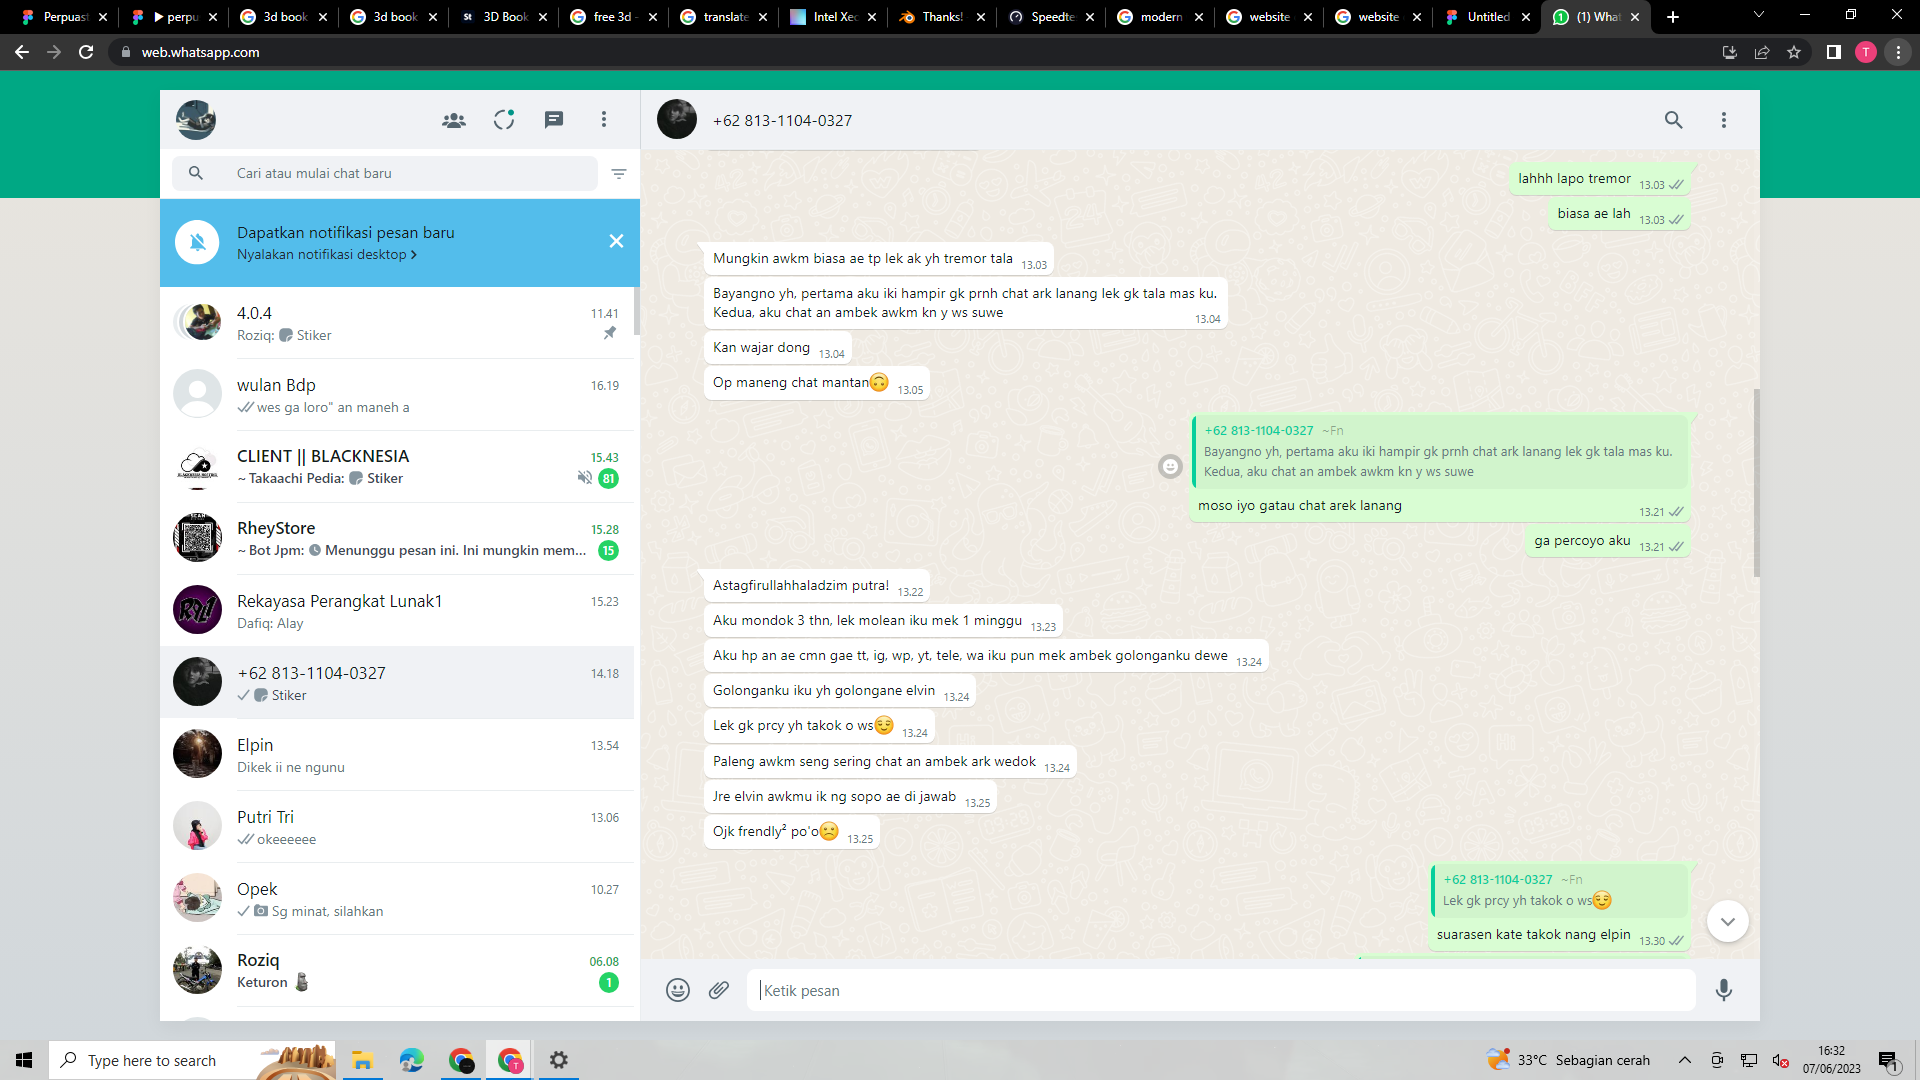 Perpuast
▶ perpu
3d book
3d book
3D Book
free 3d -
translate
Intel Xec
Thanks!
Speedte
modern
website
website
Untitled
(1) What
web.whatsapp.com
T
Cari atau mulai chat baru
Dapatkan notifikasi pesan baru
Nyalakan notifikasi desktop >
4.0.4
11.41
Roziq: Stiker
wulan Bdp
16.19
wes ga loro" an maneh a
CLIENT || BLACKNESIA
15.43
~ Takaachi Pedia: Stiker
81
RheyStore
15.28
~ Bot Jpm: Menunggu pesan ini. Ini mungkin mem...
15
Rekayasa Perangkat Lunak1
15.23
Dafiq: Alay
+62 813-1104-0327
14.18
Stiker
Elpin
13.54
Dikek ii ne ngunu
Putri Tri
13.06
okeeeeee
Opek
10.27
Sg minat, silahkan
Roziq
06.08
Keturon 🗿
1
+62 813-1104-0327
lahhh lapo tremor 13.03
biasa ae lah 13.03
Mungkin awkm biasa ae tp lek ak yh tremor tala 13.03
Bayangno yh, pertama aku iki hampir gk prnh chat ark lanang lek gk tala mas ku.
Kedua, aku chat an ambek awkm kn y ws suwe 13.04
Kan wajar dong 13.04
Op maneng chat mantan🙃 13.05
+62 813-1104-0327 ~Fn
Bayangno yh, pertama aku iki hampir gk prnh chat ark lanang lek gk tala mas ku.
Kedua, aku chat an ambek awkm kn y ws suwe
moso iyo gatau chat arek lanang 13.21
ga percoyo aku 13.21
Astagfirullahhaladzim putra! 13.22
Aku mondok 3 thn, lek molean iku mek 1 minggu 13.23
Aku hp an ae cmn gae tt, ig, wp, yt, tele, wa iku pun mek ambek golonganku dewe 13.24
Golonganku iku yh golongane elvin 13.24
Lek gk prcy yh takok o ws😌 13.24
Paleng awkm seng sering chat an ambek ark wedok 13.24
Jre elvin awkmu ik ng sopo ae di jawab 13.25
Ojk frendly² po'o🙁 13.25
+62 813-1104-0327 ~Fn
Lek gk prcy yh takok o ws😌
suarasen kate takok nang elpin 13.30
Ketik pesan
Type here to search
33°C Sebagian cerah
16:32
07/06/2023
1